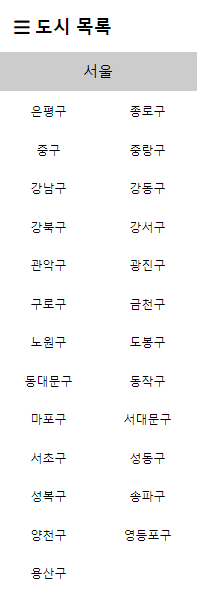 ☰ 도시 목록
서울
은평구 종로구
중구 중랑구
강남구 강동구
강북구 강서구
관악구 광진구
구로구 금천구
노원구 도봉구
동대문구 동작구
마포구 서대문구
서초구 성동구
성북구 송파구
양천구 영등포구
용산구